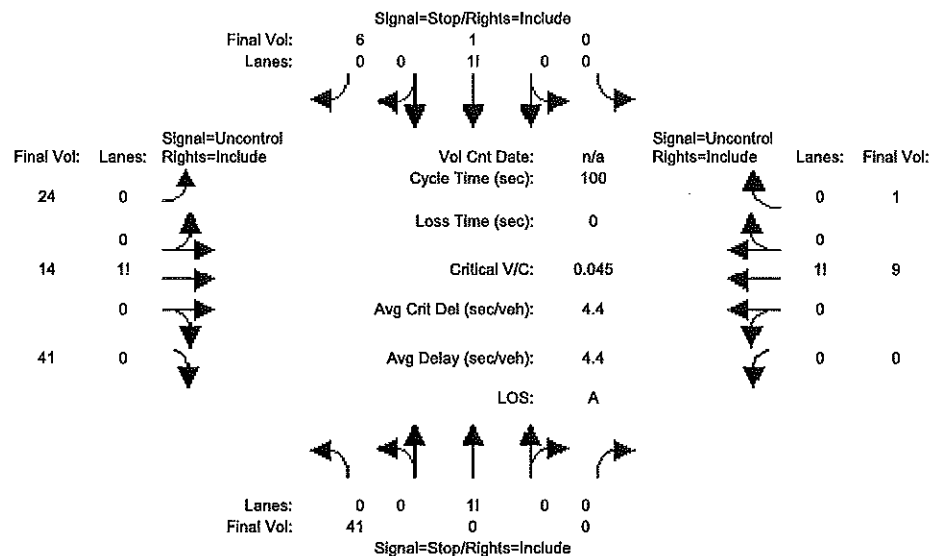 Signal=Stop/Rights=Include
Final Vol: 6 1 0
Lanes: 0 0 1! 0 0
Signal=Uncontrol
Final Vol: Lanes: Rights=Include
Vol Cnt Date: n/a
Signal=Uncontrol
Rights=Include Lanes: Final Vol:
Cycle Time (sec): 100
24 0
0 1
Loss Time (sec): 0
0
0
14 1! Critical V/C: 0.045 1! 9
0 Avg Crit Del (sec/veh): 4.4 0
41 0 Avg Delay (sec/veh): 4.4 0 0
LOS: A
Lanes: 0 0 1! 0 0
Final Vol: 41 0 0
Signal=Stop/Rights=Include